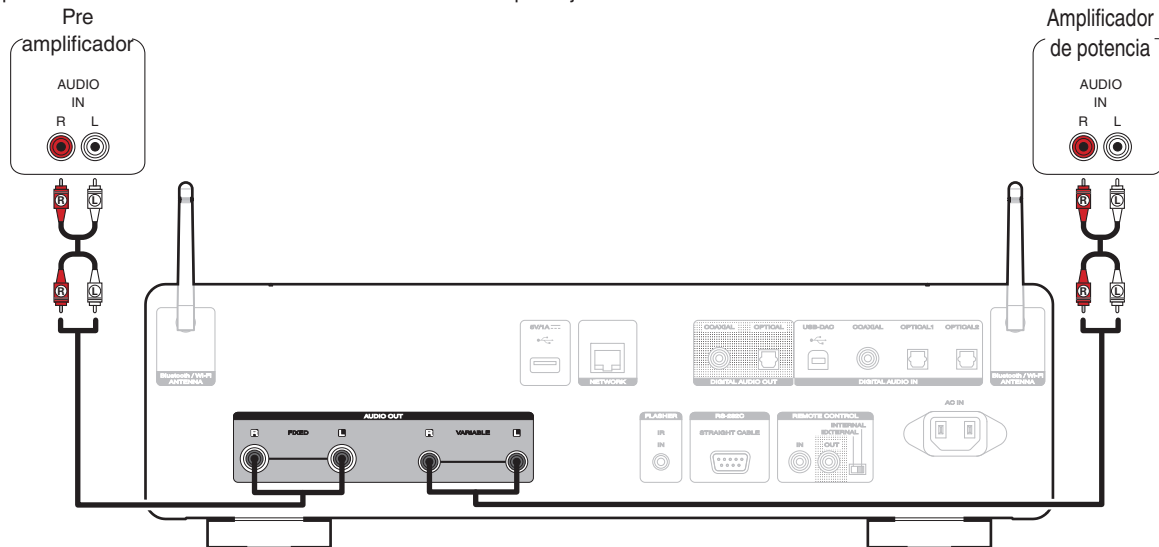 Pre
amplificador
AUDIO
IN
R L
R L
R L
Amplificador
de potencia
AUDIO
IN
R L
R L
R L
Bluetooth / Wi-Fi
ANTENNA
5V/1A
NETWORK
COAXIAL OPTICAL
DIGITAL AUDIO OUT
USB-DAC COAXIAL OPTICAL1 OPTICAL2
DIGITAL AUDIO IN
Bluetooth / Wi-Fi
ANTENNA
AUDIO OUT
R FIXED L
R VARIABLE L
FLASHER
IR
IN
RS-232C
STRAIGHT CABLE
REMOTE CONTROL
INTERNAL
EXTERNAL
IN OUT
AC IN